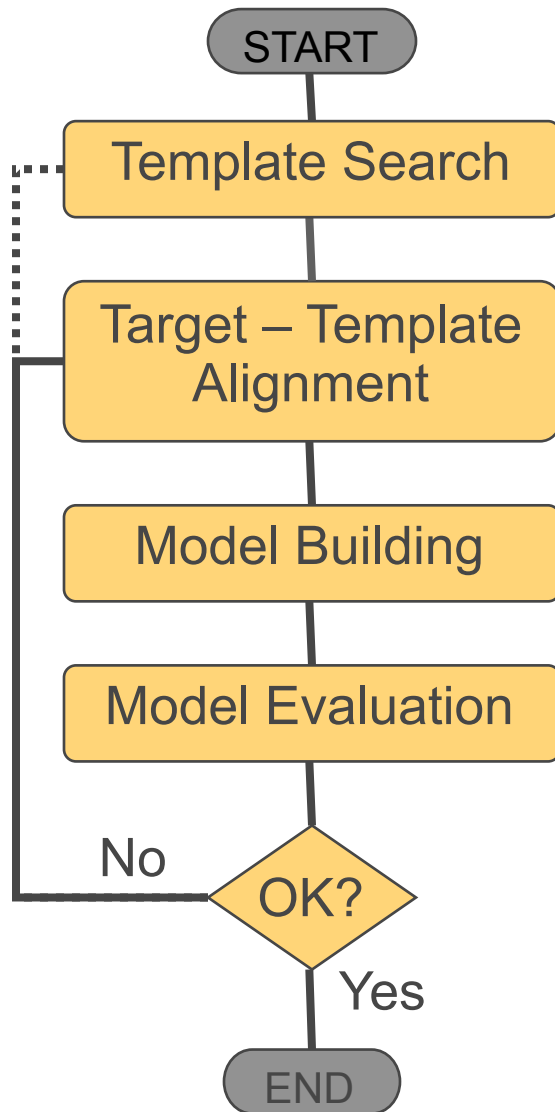 START
Template Search
Target – Template
Alignment
Model Building
Model Evaluation
No
OK?
Yes
END